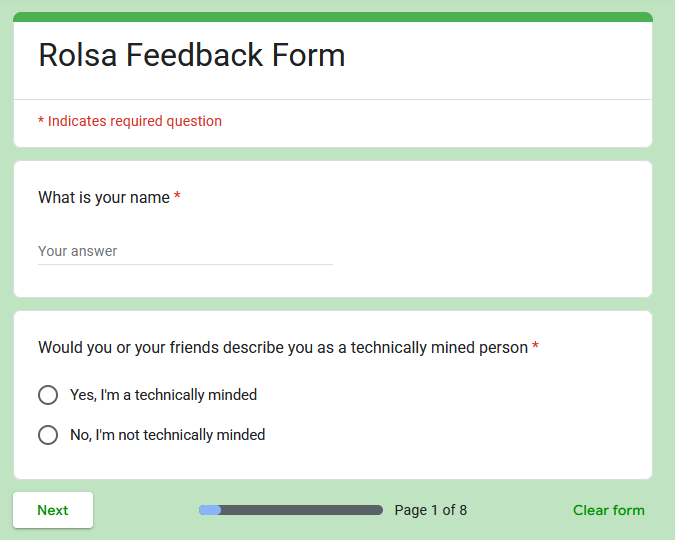 Rolsa Feedback Form
* Indicates required question
What is your name *
Your answer
Would you or your friends describe you as a technically mined person *
Yes, I'm a technically minded
No, I'm not technically minded
Next
Page 1 of 8
Clear form